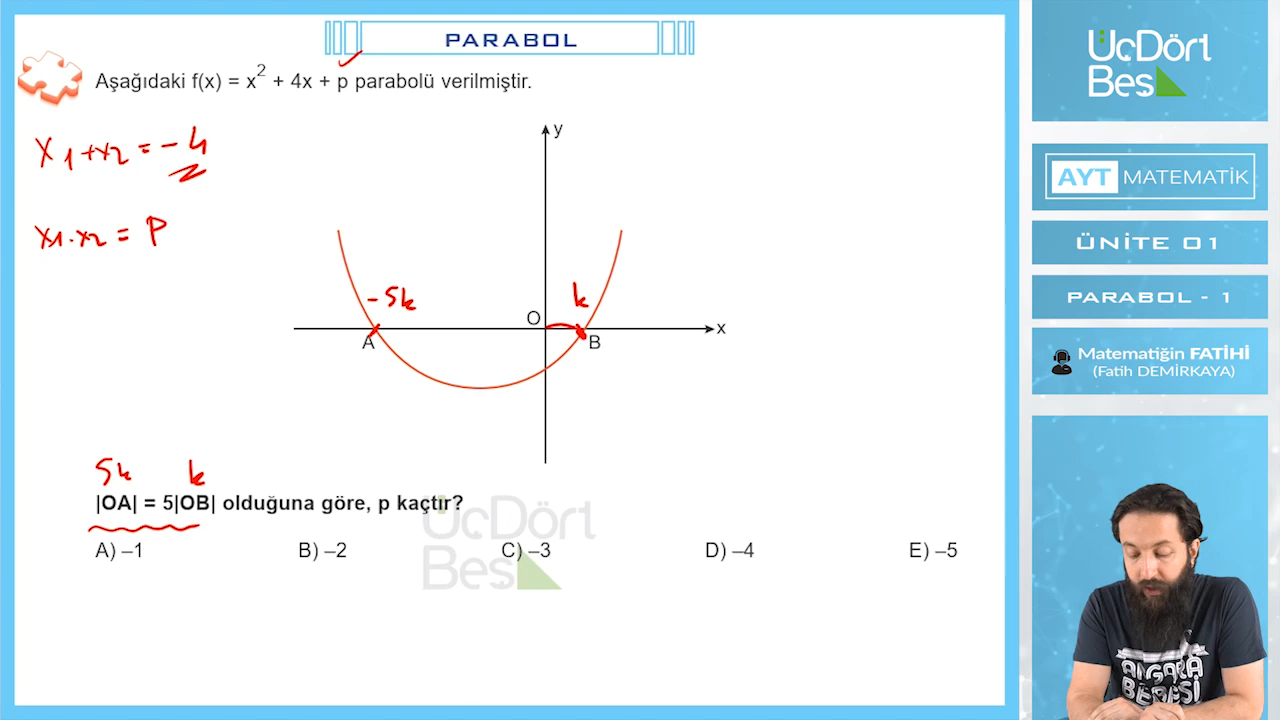 PARABOL
Aşağıdaki f(x) = x² + 4x + p parabolü verilmiştir.
x1 + x2 = -4
x1 . x2 = P
y
-5k
k
O
x
A
B
5k k
|OA| = 5|OB| olduğuna göre, p kaçtır?
A) –1 B) –2 C) –3 D) –4 E) –5
ÜçDört
Beş
ÜçDört
Beş
AYT MATEMATİK
ÜNİTE 01
PARABOL - 1
Matematiğin FATİHİ
(Fatih DEMİRKAYA)
ANGARA
BEBESİ